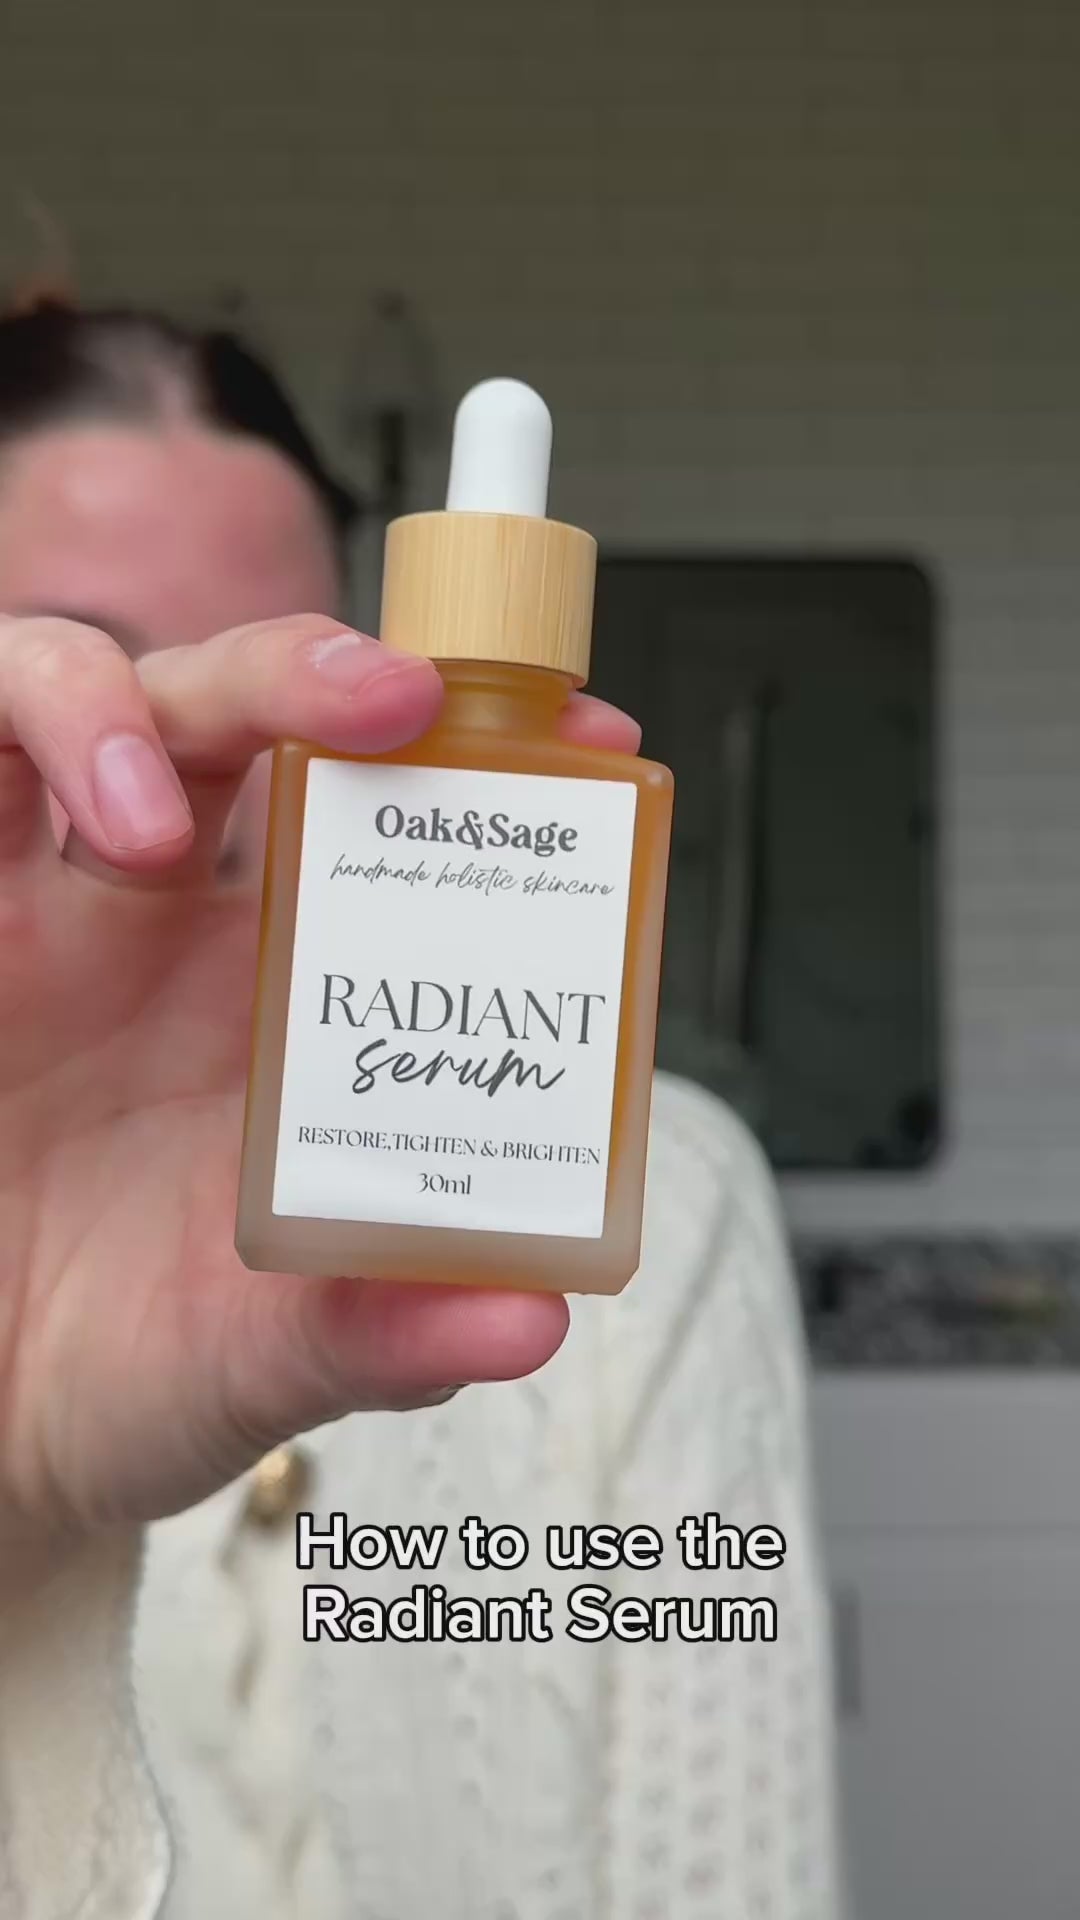 Oak&Sage
handmade holistic skincare
RADIANT
serum
RESTORE,TIGHTEN & BRIGHTEN
30ml
How to use the
Radiant Serum